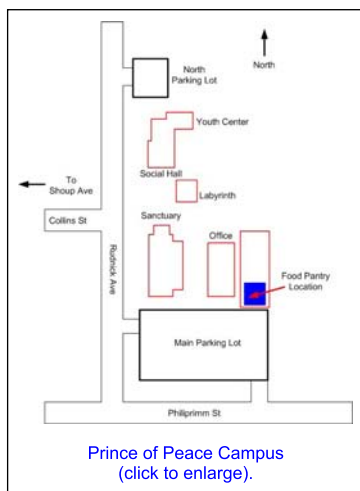 North
North
Parking Lot
Youth Center
Social Hall
To
Shoup Ave
Labyrinth
Collins St
Sanctuary
Office
Rudnick Ave
Food Pantry
Location
Main Parking Lot
Philiprimm St
Prince of Peace Campus
(click to enlarge).